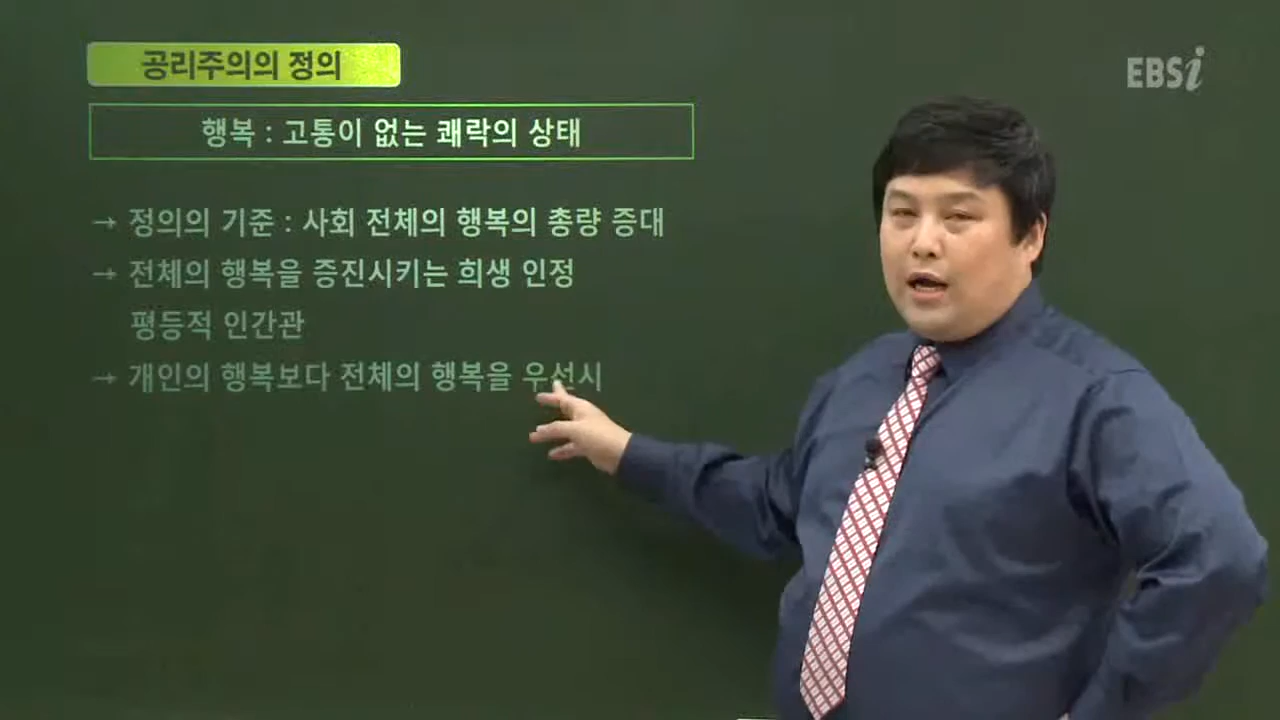 공리주의의 정의
EBSi
행복 : 고통이 없는 쾌락의 상태
→ 정의의 기준 : 사회 전체의 행복의 총량 증대
→ 전체의 행복을 증진시키는 희생 인정
평등적 인간관
→ 개인의 행복보다 전체의 행복을 우선시